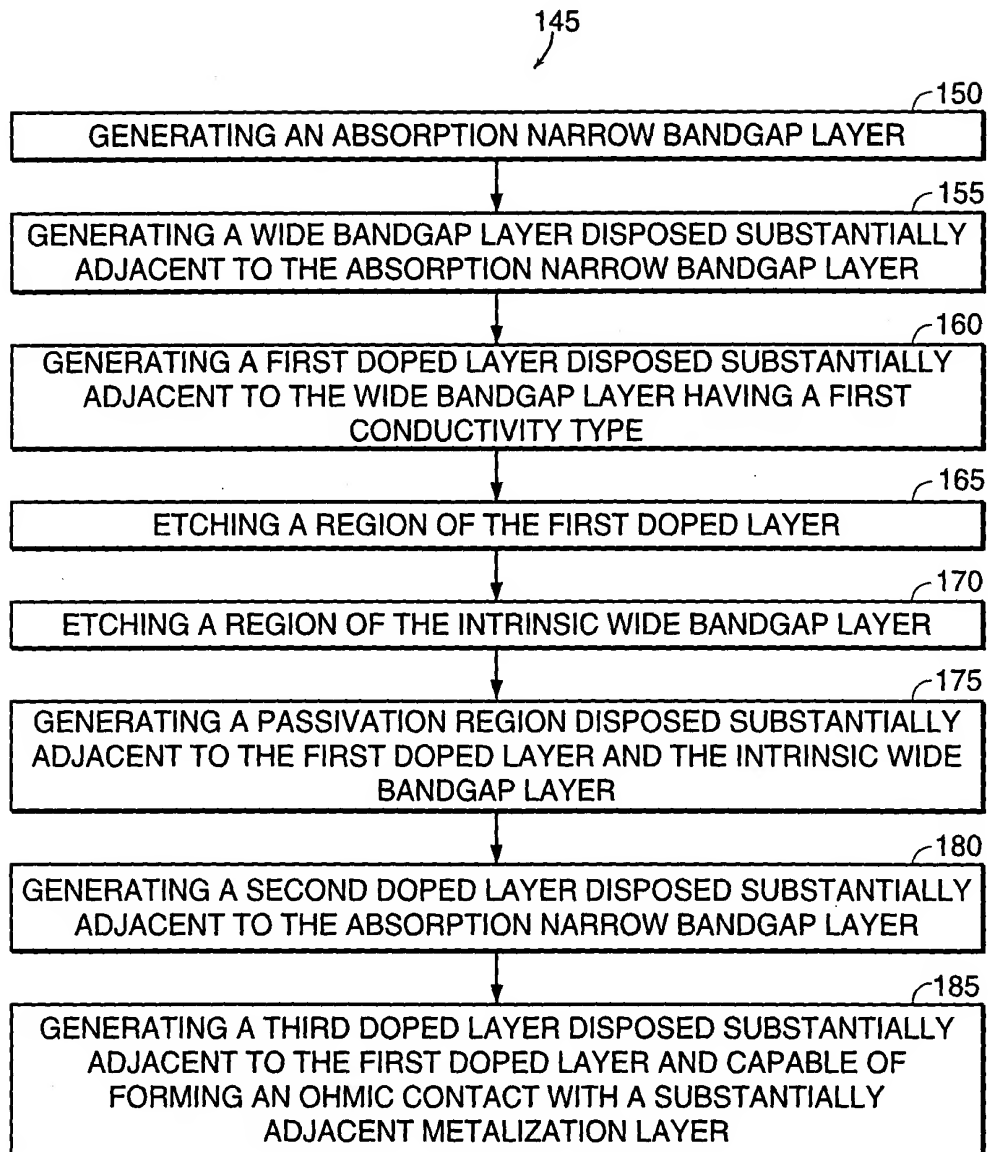 145
150
GENERATING AN ABSORPTION NARROW BANDGAP LAYER
155
GENERATING A WIDE BANDGAP LAYER DISPOSED SUBSTANTIALLY
ADJACENT TO THE ABSORPTION NARROW BANDGAP LAYER
160
GENERATING A FIRST DOPED LAYER DISPOSED SUBSTANTIALLY
ADJACENT TO THE WIDE BANDGAP LAYER HAVING A FIRST
CONDUCTIVITY TYPE
165
ETCHING A REGION OF THE FIRST DOPED LAYER
170
ETCHING A REGION OF THE INTRINSIC WIDE BANDGAP LAYER
175
GENERATING A PASSIVATION REGION DISPOSED SUBSTANTIALLY
ADJACENT TO THE FIRST DOPED LAYER AND THE INTRINSIC WIDE
BANDGAP LAYER
180
GENERATING A SECOND DOPED LAYER DISPOSED SUBSTANTIALLY
ADJACENT TO THE ABSORPTION NARROW BANDGAP LAYER
185
GENERATING A THIRD DOPED LAYER DISPOSED SUBSTANTIALLY
ADJACENT TO THE FIRST DOPED LAYER AND CAPABLE OF
FORMING AN OHMIC CONTACT WITH A SUBSTANTIALLY
ADJACENT METALIZATION LAYER